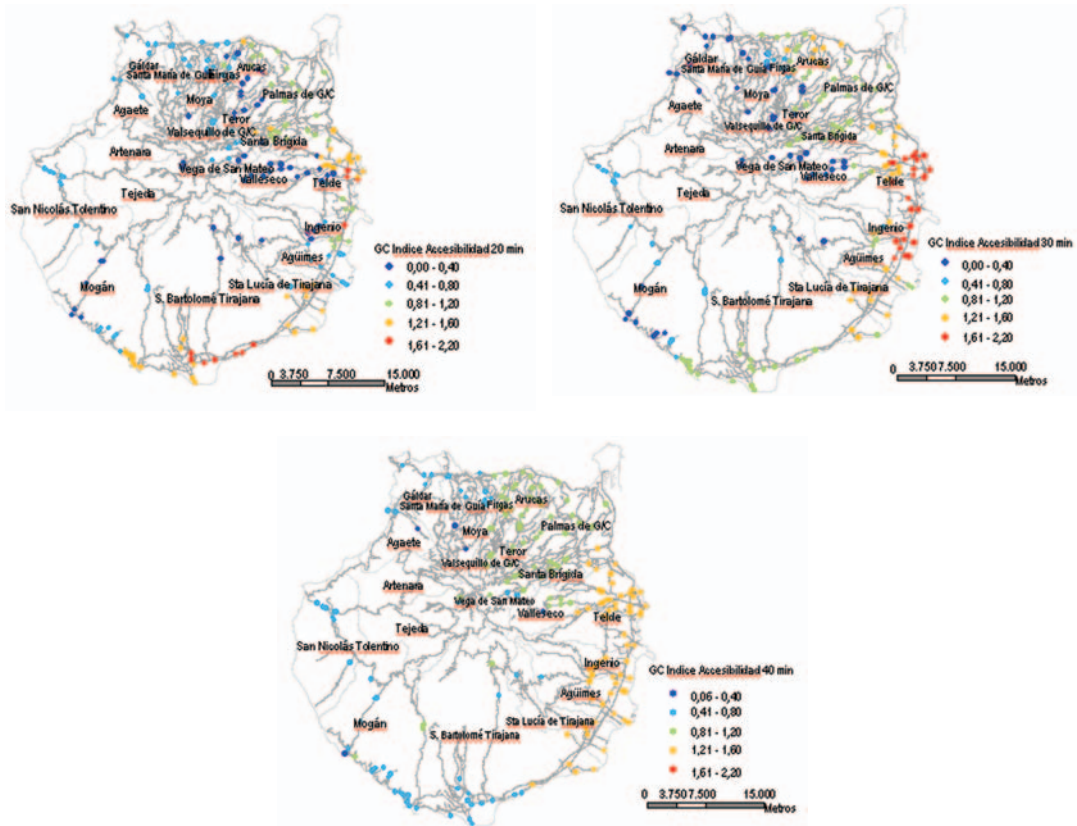 Gáldar
Santa María de Guía
Firgas
Arucas
Moya
Palmas de G/C
Agaete
Teror
Valsequillo de G/C
Santa Brígida
Artenara
Vega de San Mateo
Valleseco
Telde
Tejeda
San Nicolás Tolentino
Ingenio
Agüimes
Mogán
Sta Lucía de Tirajana
S. Bartolomé Tirajana
GC Indice Accesibilidad 20 min
0,00 - 0,40
0,41 - 0,80
0,81 - 1,20
1,21 - 1,60
1,61 - 2,20
0 3.750 7.500 15.000
Metros
Gáldar
Santa María de Guía
Firgas
Arucas
Moya
Palmas de G/C
Agaete
Teror
Valsequillo de G/C
Santa Brígida
Artenara
Vega de San Mateo
Valleseco
Telde
Tejeda
San Nicolás Tolentino
Ingenio
Agüimes
Mogán
Sta Lucía de Tirajana
S. Bartolomé Tirajana
GC Indice Accesibilidad 30 min
0,00 - 0,40
0,41 - 0,80
0,81 - 1,20
1,21 - 1,60
1,61 - 2,20
0 3.750 7.500 15.000
Metros
Gáldar
Santa María de Guía
Firgas
Arucas
Moya
Palmas de G/C
Agaete
Teror
Valsequillo de G/C
Santa Brígida
Artenara
Vega de San Mateo
Valleseco
Telde
Tejeda
San Nicolás Tolentino
Ingenio
Agüimes
Mogán
Sta Lucía de Tirajana
S. Bartolomé Tirajana
GC Indice Accesibilidad 40 min
0,06 - 0,40
0,41 - 0,80
0,81 - 1,20
1,21 - 1,60
1,61 - 2,20
0 3.750 7.500 15.000
Metros